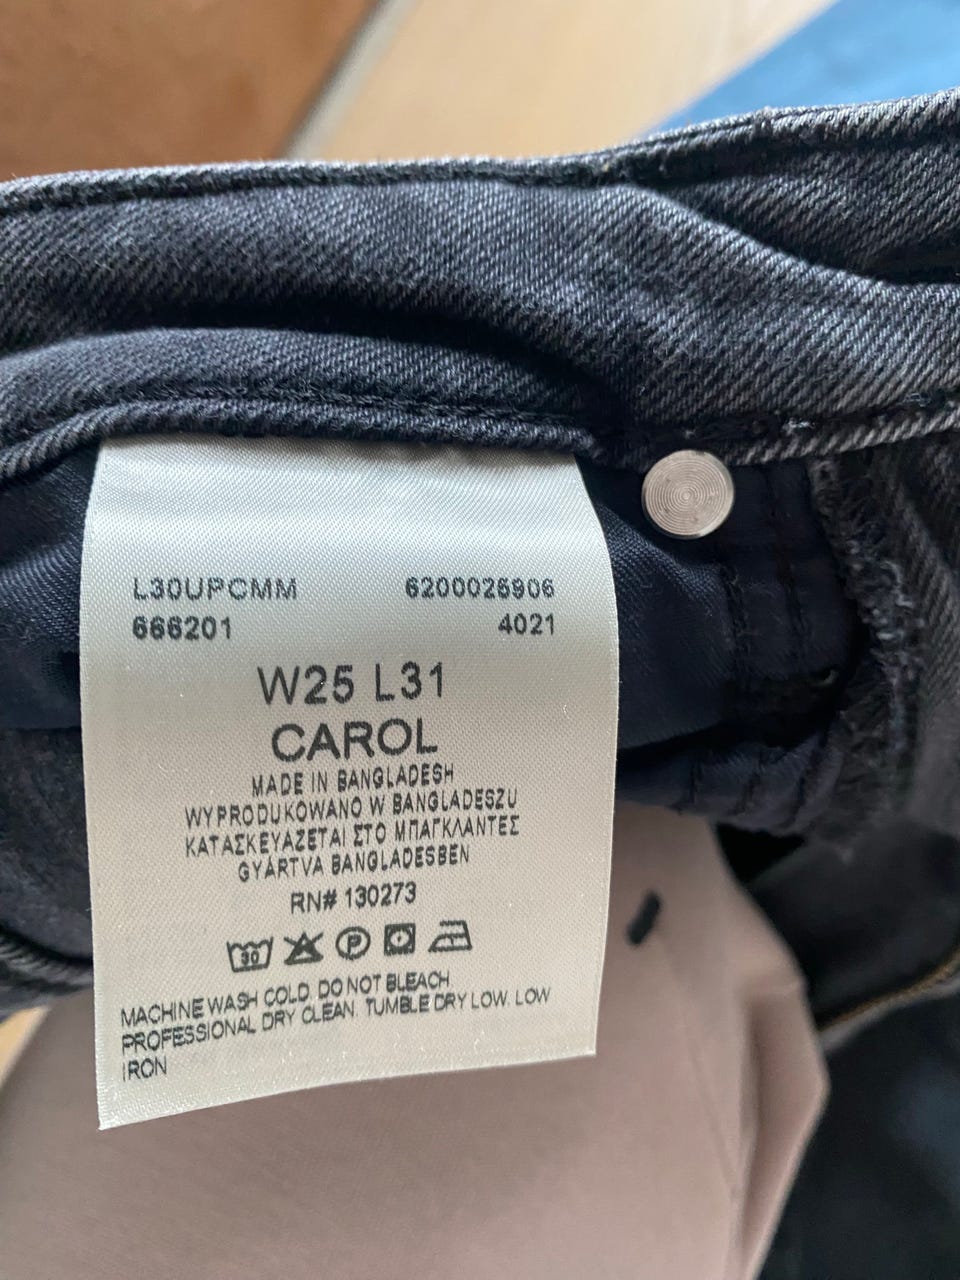 L30UPCMM 6200025906
666201 4021
W25 L31
CAROL
MADE IN BANGLADESH
WYPRODUKOWANO W BANGLADESZU
ΚΑΤΑΣΚΕΥΑΖΕΤΑΙ ΣΤΟ ΜΠΑΓΚΛΑΝΤΕΣ
GYÁRTVA BANGLADESBEN
RN# 130273
30 P
MACHINE WASH COLD. DO NOT BLEACH.
PROFESSIONAL DRY CLEAN. TUMBLE DRY LOW. LOW
IRON